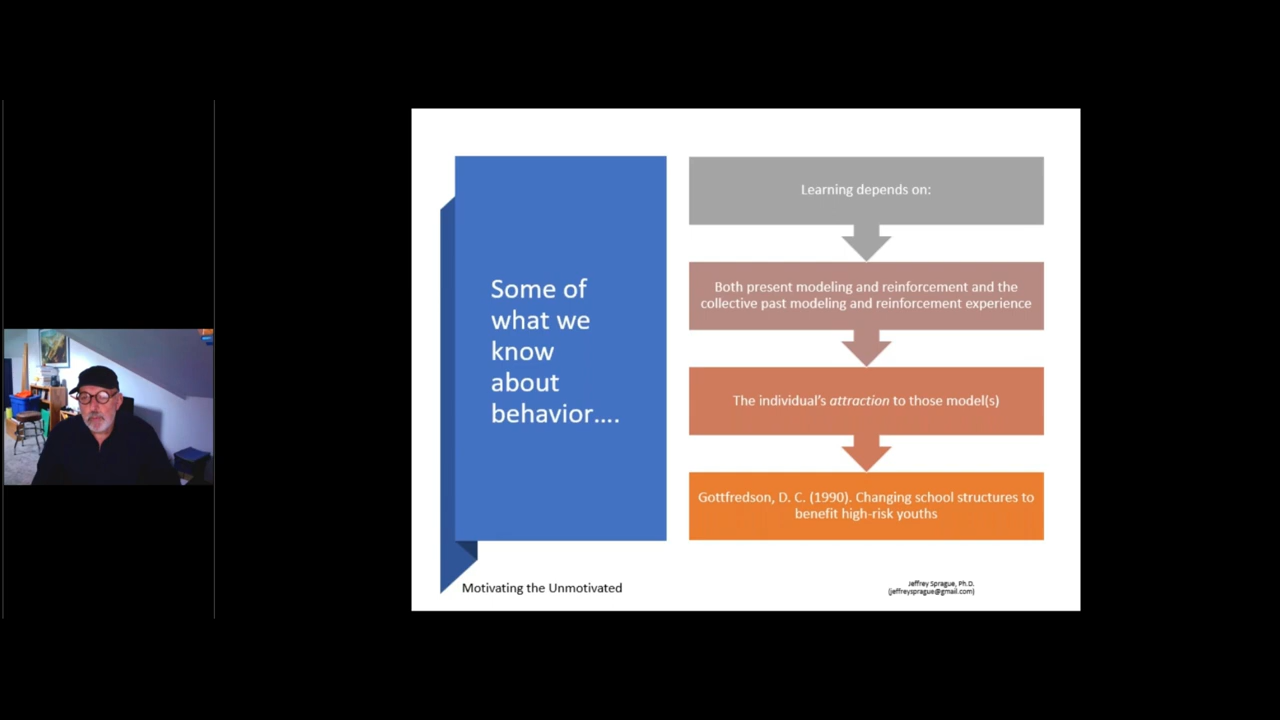 Some of
what we
know
about
behavior....
Learning depends on:
Both present modeling and reinforcement and the
collective past modeling and reinforcement experience
The individual's attraction to those model(s)
Gottfredson, D. C. (1990). Changing school structures to
benefit high-risk youths
Motivating the Unmotivated
Jeffrey Sprague, Ph.D.
(jeffreysprague@gmail.com)